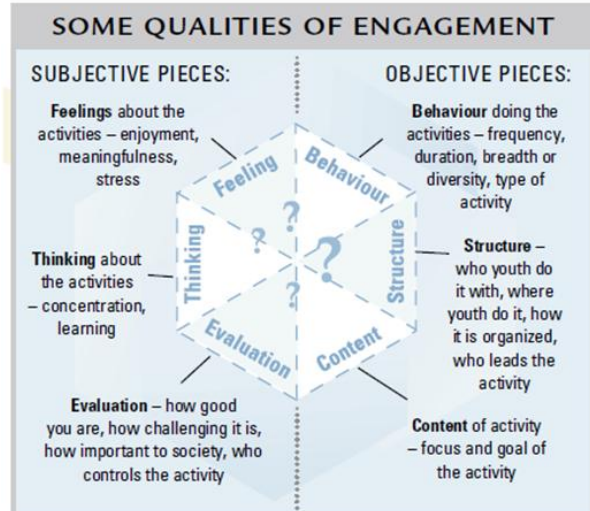 SOME QUALITIES OF ENGAGEMENT
SUBJECTIVE PIECES:
Feelings about the
activities – enjoyment,
meaningfulness,
stress
Thinking about
the activities
– concentration,
learning
Evaluation – how good
you are, how challenging it is,
how important to society, who
controls the activity
Feeling
Behaviour
Thinking
Structure
Evaluation
Content
?
?
?
?
OBJECTIVE PIECES:
Behaviour doing the
activities – frequency,
duration, breadth or
diversity, type of
activity
Structure –
who youth do
it with, where
youth do it, how
it is organized,
who leads the
activity
Content of activity
– focus and goal of
the activity